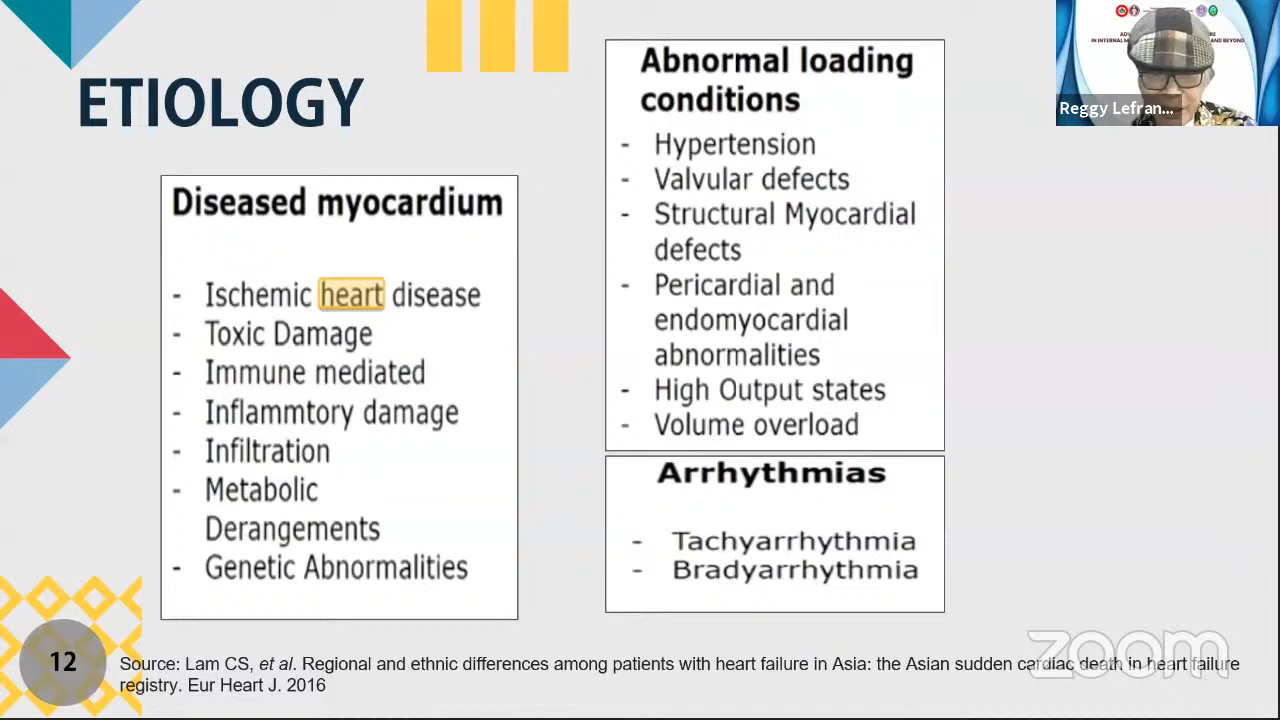 ETIOLOGY
Diseased myocardium
- Ischemic heart disease
- Toxic Damage
- Immune mediated
- Inflammtory damage
- Infiltration
- Metabolic
Derangements
- Genetic Abnormalities
Abnormal loading
conditions
- Hypertension
- Valvular defects
- Structural Myocardial
defects
- Pericardial and
endomyocardial
abnormalities
- High Output states
- Volume overload
Arrhythmias
- Tachyarrhythmia
- Bradyarrhythmia
Reggy Lefran...
zoom
12
Source: Lam CS, et al. Regional and ethnic differences among patients with heart failure in Asia: the Asian sudden cardiac death in heart failure
registry. Eur Heart J. 2016